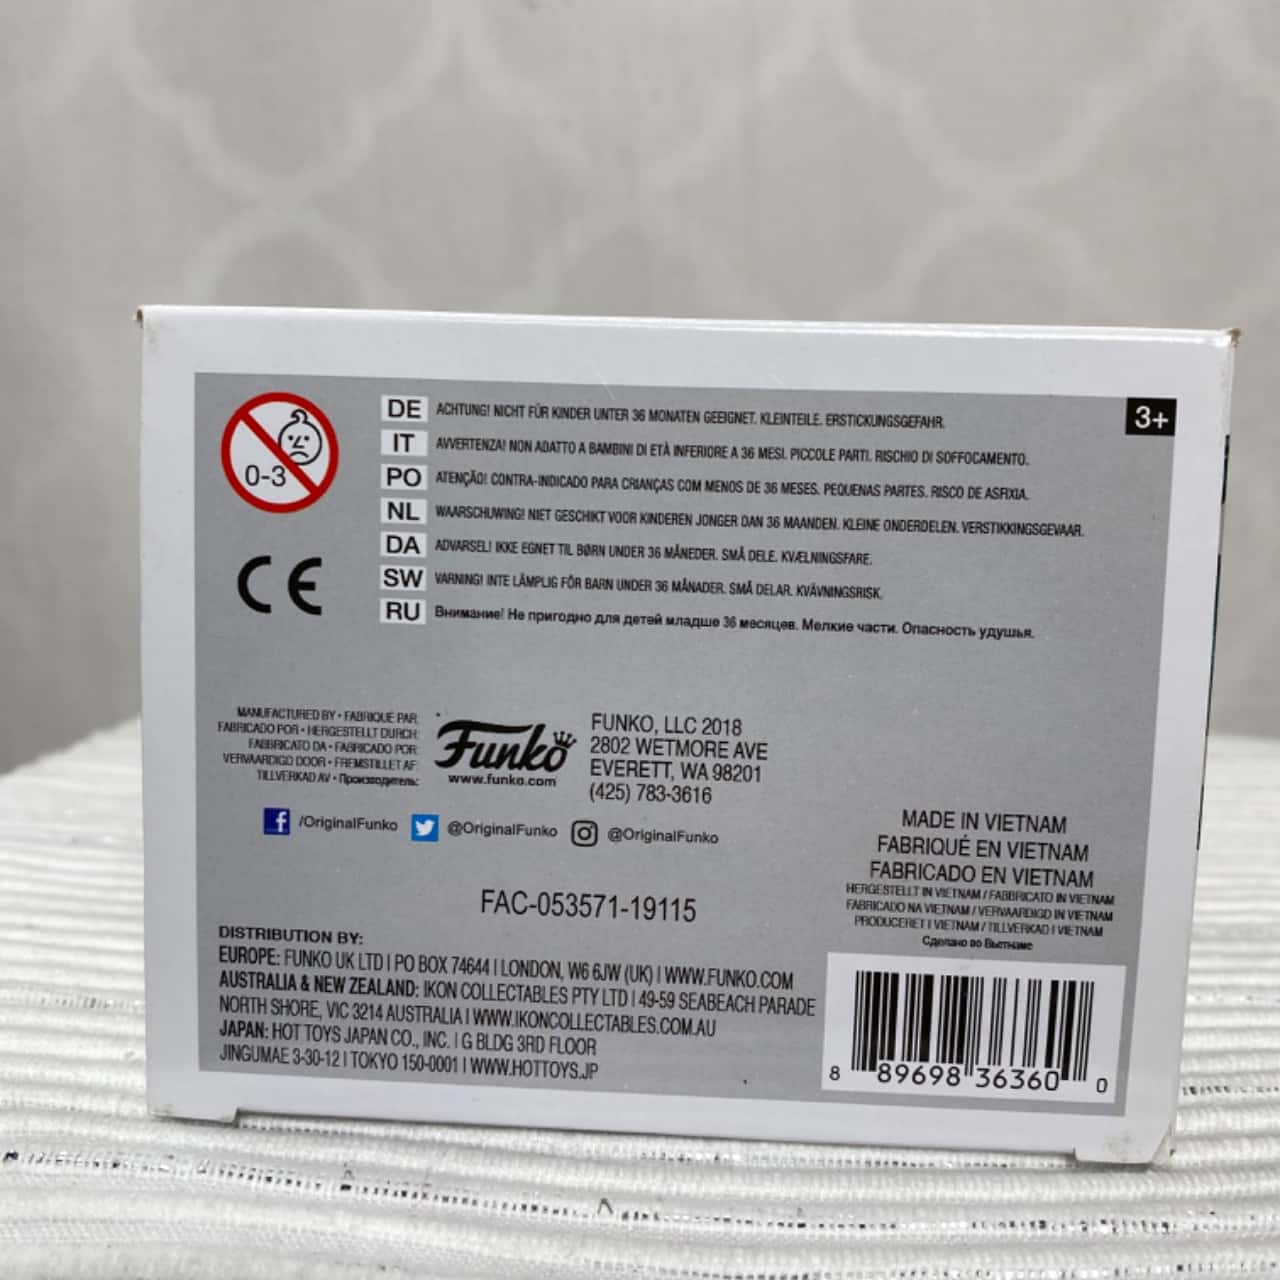 0-3
DE ACHTUNG! NICHT FÜR KINDER UNTER 36 MONATEN GEEIGNET. KLEINTEILE. ERSTICKUNGSGEFAHR.
3+
IT AVVERTENZA! NON ADATTO A BAMBINI DI ETÀ INFERIORE A 36 MESI. PICCOLE PARTI. RISCHIO DI SOFFOCAMENTO.
PO ATENÇÃO! CONTRA-INDICADO PARA CRIANÇAS COM MENOS DE 36 MESES. PEQUENAS PARTES. RISCO DE ASFIXIA.
NL WAARSCHUWING! NIET GESCHIKT VOOR KINDEREN JONGER DAN 36 MAANDEN. KLEINE ONDERDELEN. VERSTIKKINGSGEVAAR.
DA ADVARSEL! IKKE EGNET TIL BØRN UNDER 36 MÅNEDER. SMÅ DELE. KVÆLNINGSFARE.
SW VARNING! INTE LÄMPLIG FÖR BARN UNDER 36 MÅNADER. SMÅ DELAR. KVÄVNINGSRISK.
RU Внимание! Не пригодно для детей младше 36 месяцев. Мелкие части. Опасность удушья.
CE
MANUFACTURED BY • FABRIQUÉ PAR
FABRICADO POR • HERGESTELLT DURCH:
FABBRICATO DA • FABRICADO POR:
VERVAARDIGD DOOR • FREMSTILLET AF:
TILLVERKAD AV • Производитель:
Funko
www.funko.com
FUNKO, LLC 2018
2802 WETMORE AVE
EVERETT, WA 98201
(425) 783-3616
/OriginalFunko @OriginalFunko @OriginalFunko
MADE IN VIETNAM
FABRIQUÉ EN VIETNAM
FABRICADO EN VIETNAM
HERGESTELLT IN VIETNAM / FABBRICATO IN VIETNAM
FABRICADO NA VIETNAM / VERVAARDIGD IN VIETNAM
PRODUCERET I VIETNAM / TILLVERKAD I VIETNAM
Сделано во Вьетнаме
FAC-053571-19115
DISTRIBUTION BY:
EUROPE: FUNKO UK LTD | PO BOX 74644 | LONDON, W6 6JW (UK) | WWW.FUNKO.COM
AUSTRALIA & NEW ZEALAND: IKON COLLECTABLES PTY LTD | 49-59 SEABEACH PARADE
NORTH SHORE, VIC 3214 AUSTRALIA | WWW.IKONCOLLECTABLES.COM.AU
JAPAN: HOT TOYS JAPAN CO., INC. | G BLDG 3RD FLOOR
JINGUMAE 3-30-12 | TOKYO 150-0001 | WWW.HOTTOYS.JP
8 89698 36360 0